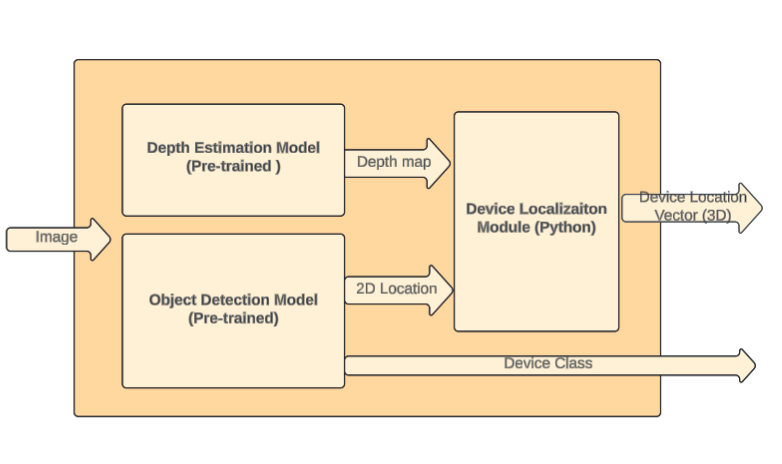 Depth Estimation Model
(Pre-trained )
Depth map
Device Localizaiton
Module (Python)
Device Location
Vector (3D)
Image
Object Detection Model
(Pre-trained)
2D Location
Device Class